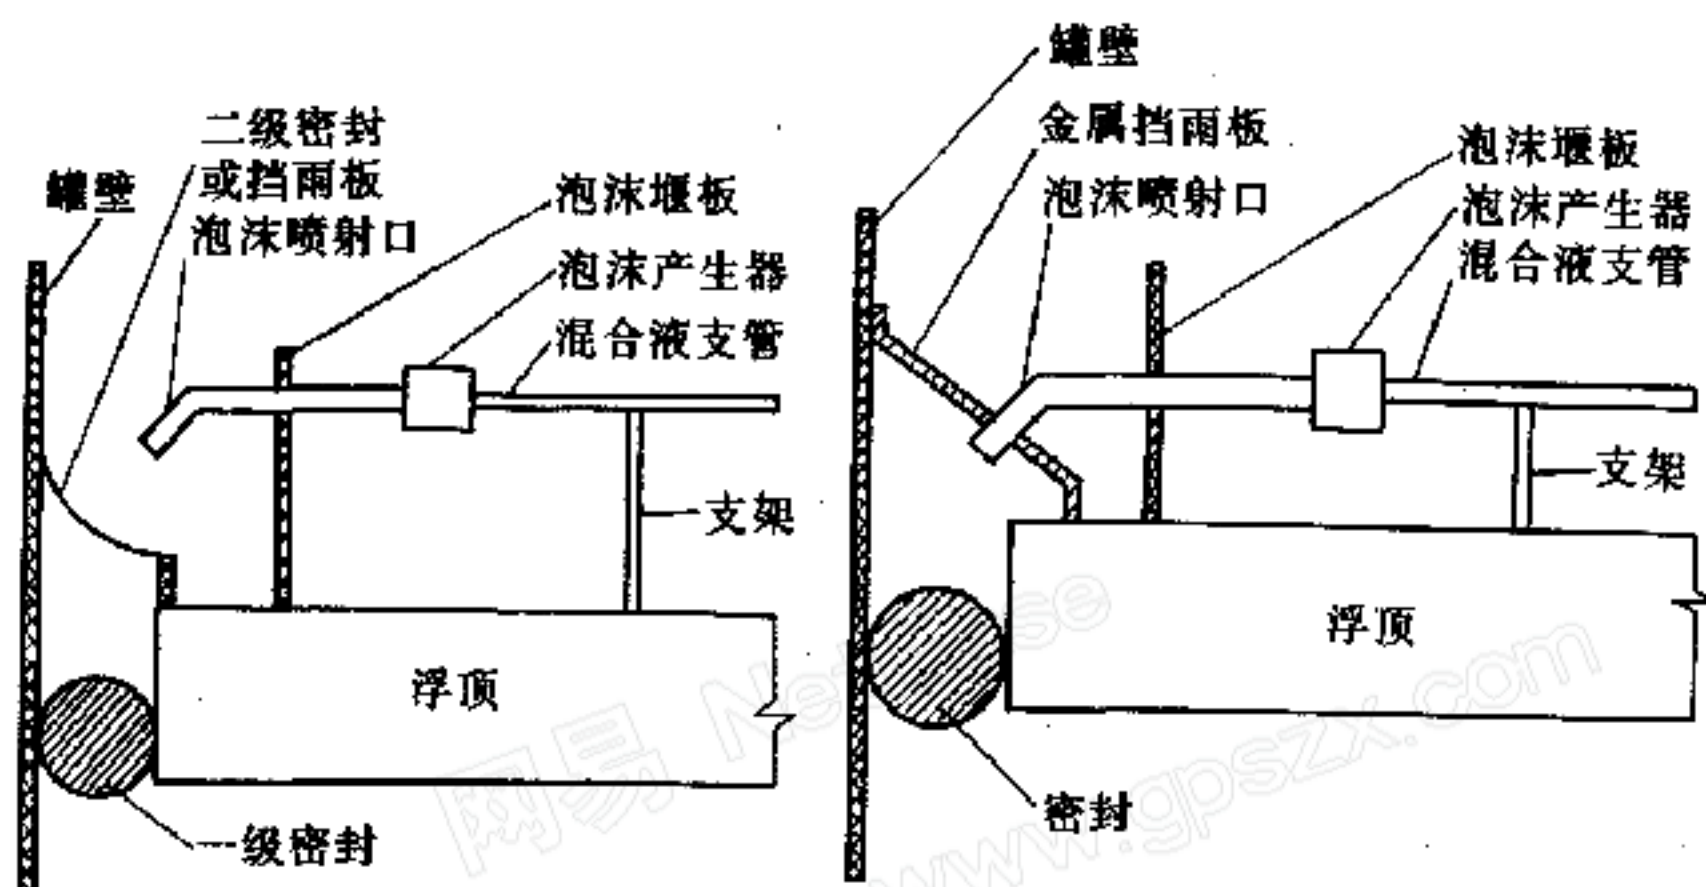 罐壁
二级密封
或挡雨板
泡沫喷射口
泡沫堰板
泡沫产生器
混合液支管
支架
浮顶
一级密封
罐壁
金属挡雨板
泡沫喷射口
泡沫堰板
泡沫产生器
混合液支管
支架
浮顶
密封
网易 NetEase
www.gpszx.com